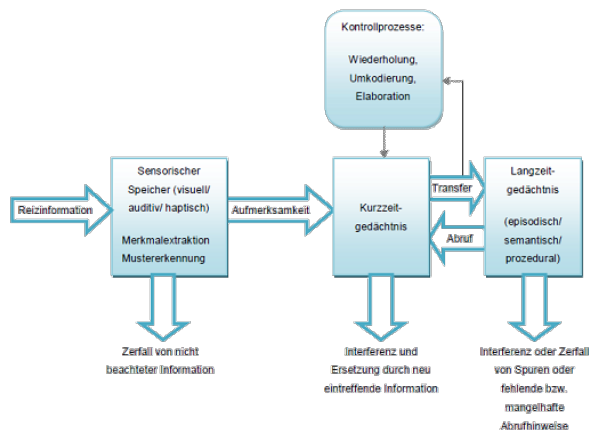 Kontrollprozesse:
Wiederholung,
Umkodierung,
Elaboration
Reizinformation
Sensorischer
Speicher (visuell/
auditiv/ haptisch)
Merkmalextraktion
Mustererkennung
Aufmerksamkeit
Kurzzeit-
gedächtnis
Transfer
Abruf
Langzeit-
gedächtnis
(episodisch/
semantisch/
prozedural)
Zerfall von nicht
beachteter Information
Interferenz und
Ersetzung durch neu
eintreffende Information
Interferenz oder Zerfall
von Spuren oder
fehlende bzw.
mangelhafte
Abrufhinweise